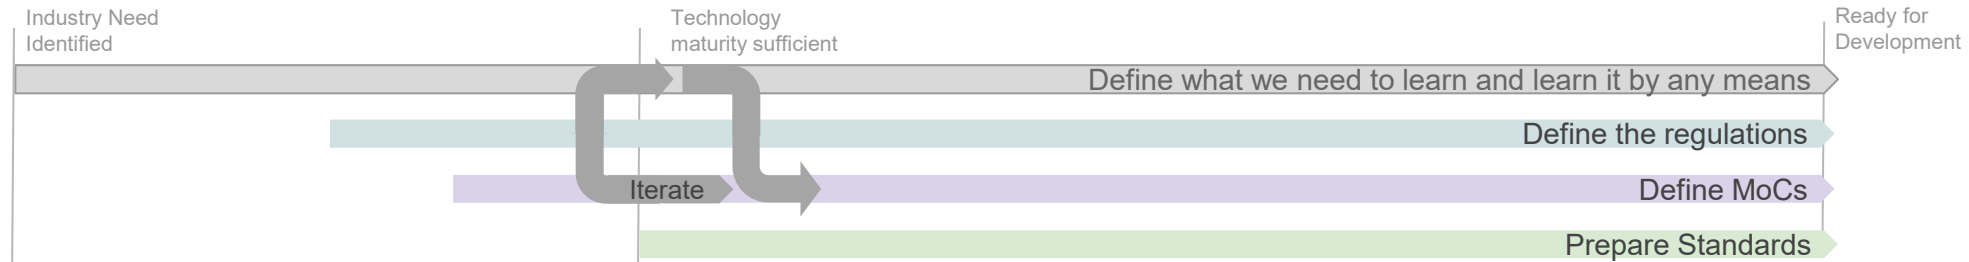 Industry Need
Identified
Technology
maturity sufficient
Ready for
Development
Define what we need to learn and learn it by any means
Define the regulations
Iterate
Define MoCs
Prepare Standards